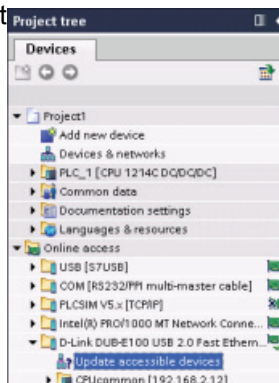 t
Project tree
Devices
Project1
Add new device
Devices & networks
PLC_1 [CPU 1214C DC/DC/DC]
Common data
Documentation settings
Languages & resources
Online access
USB [S7USB]
COM [RS232/PPI multi-master cable]
PLCSIM V5.x [TCP/IP]
Intel(R) PRO/1000 MT Network Conne...
D-Link DUB-E100 USB 2.0 Fast Ethern...
Update accessible devices
CPUcommon [192.168.2.12]